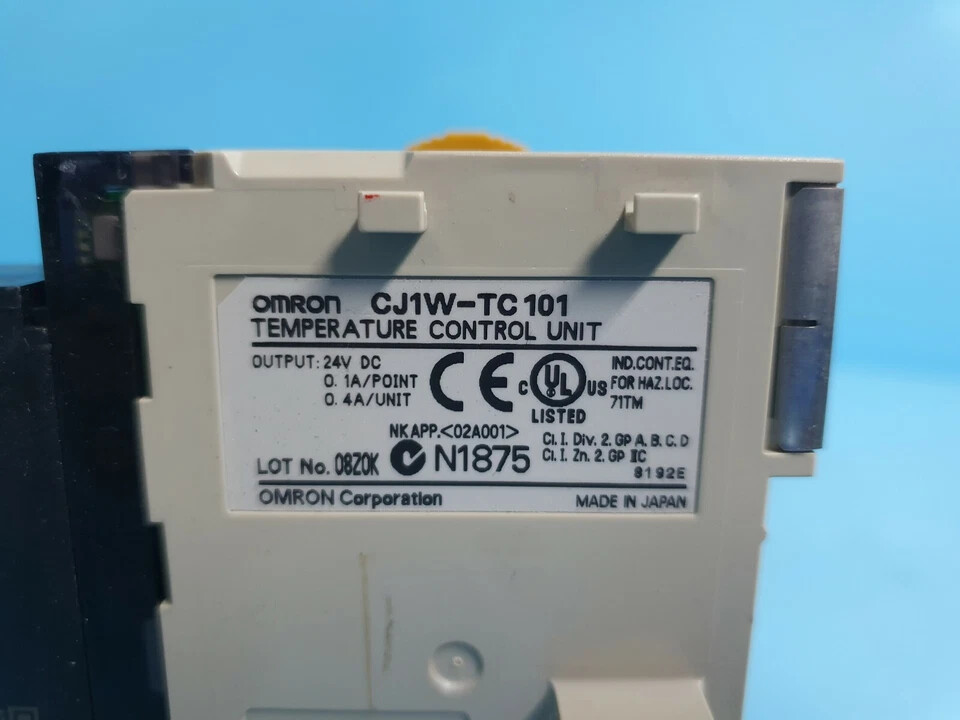 OMRON CJ1W-TC101
TEMPERATURE CONTROL UNIT
OUTPUT: 24V DC
0. 1A/POINT
0. 4A/UNIT
CE
C UL US
LISTED
IND.CONT.EQ.
FOR HAZ.LOC.
71TM
NK APP.<02A001>
Cl. I. Div. 2. GP A. B. C. D
Cl. I. Zn. 2. GP IIC
LOT No. 08Z0K
N1875
9192E
OMRON Corporation
MADE IN JAPAN